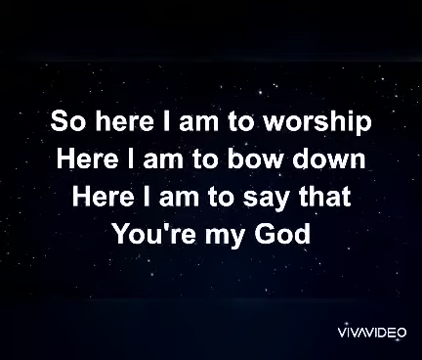 So here I am to worship
Here I am to bow down
Here I am to say that
You're my God
VIVAVIDEO